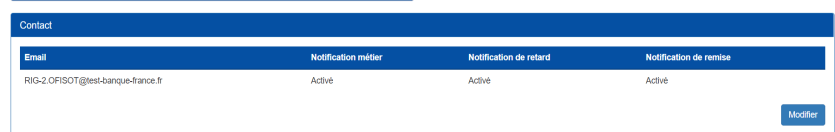 Contact
Email Notification métier Notification de retard Notification de remise
RIG-2.OFISOT@test-banque-france.fr Activé Activé Activé
Modifier